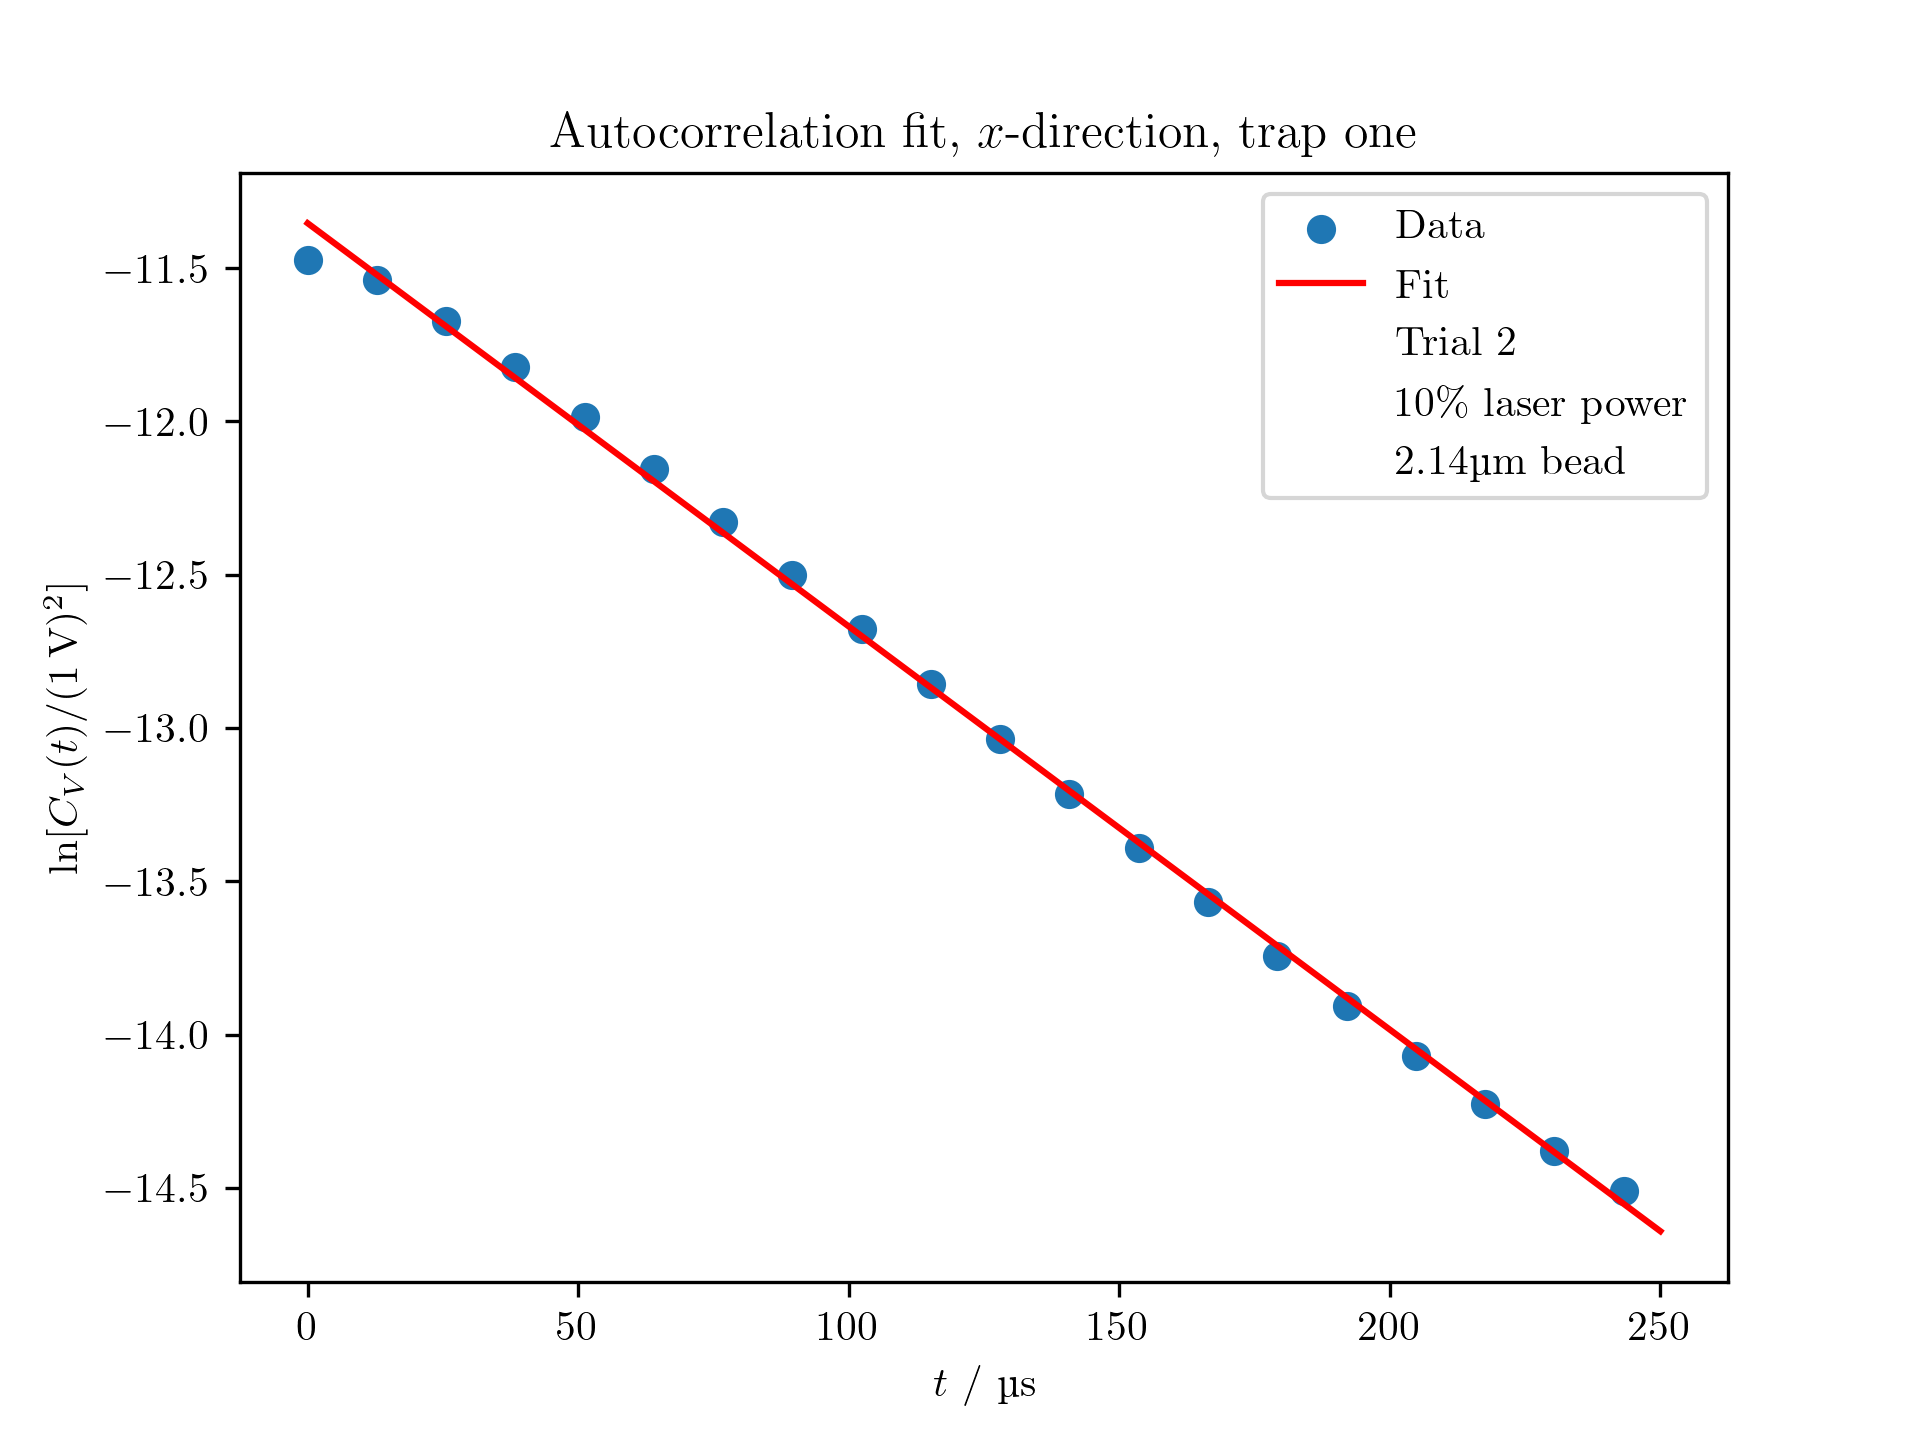 Autocorrelation fit, x-direction, trap one
Data
Fit
Trial 2
10% laser power
2.14µm bead
ln[C_V(t)/(1 V)²]
−11.5
−12.0
−12.5
−13.0
−13.5
−14.0
−14.5
0 50 100 150 200 250
t / µs